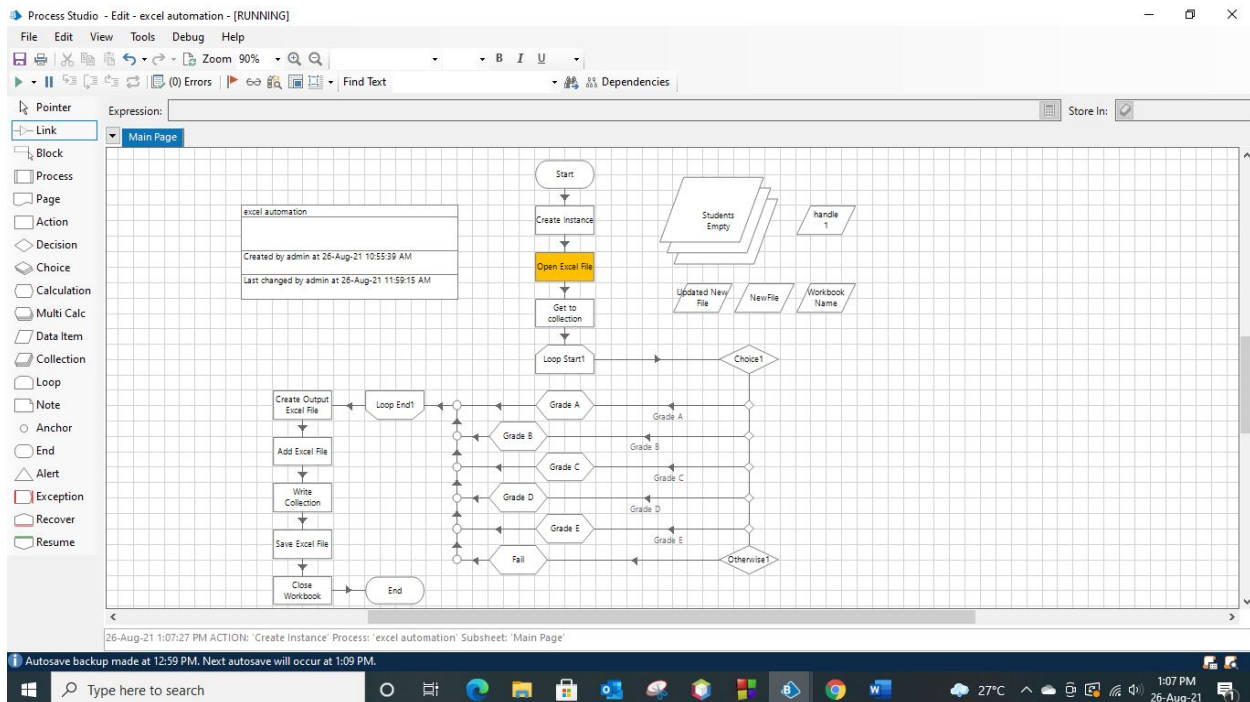 Process Studio - Edit - excel automation - [RUNNING]
File Edit View Tools Debug Help
Zoom 90% B I U
(0) Errors Find Text Dependencies
Pointer
Link
Block
Process
Page
Action
Decision
Choice
Calculation
Multi Calc
Data Item
Collection
Loop
Note
Anchor
End
Alert
Exception
Recover
Resume
Expression:
Store In:
Main Page
excel automation
Created by admin at 26-Aug-21 10:55:39 AM
Last changed by admin at 26-Aug-21 11:59:15 AM
Start
Create Instance
Open Excel File
Get to
collection
Loop Start1
Choice1
Students
Empty
handle
1
Updated New
File
NewFile
Workbook
Name
Grade A
Grade A
Grade B
Grade B
Grade C
Grade C
Grade D
Grade D
Grade E
Grade E
Fail
Otherwise1
Loop End1
Create Output
Excel File
Add Excel File
Write
Collection
Save Excel File
Close
Workbook
End
26-Aug-21 1:07:27 PM ACTION: 'Create Instance' Process: 'excel automation' Subsheet: 'Main Page'
Autosave backup made at 12:59 PM. Next autosave will occur at 1:09 PM.
Type here to search
27°C
1:07 PM
26-Aug-21